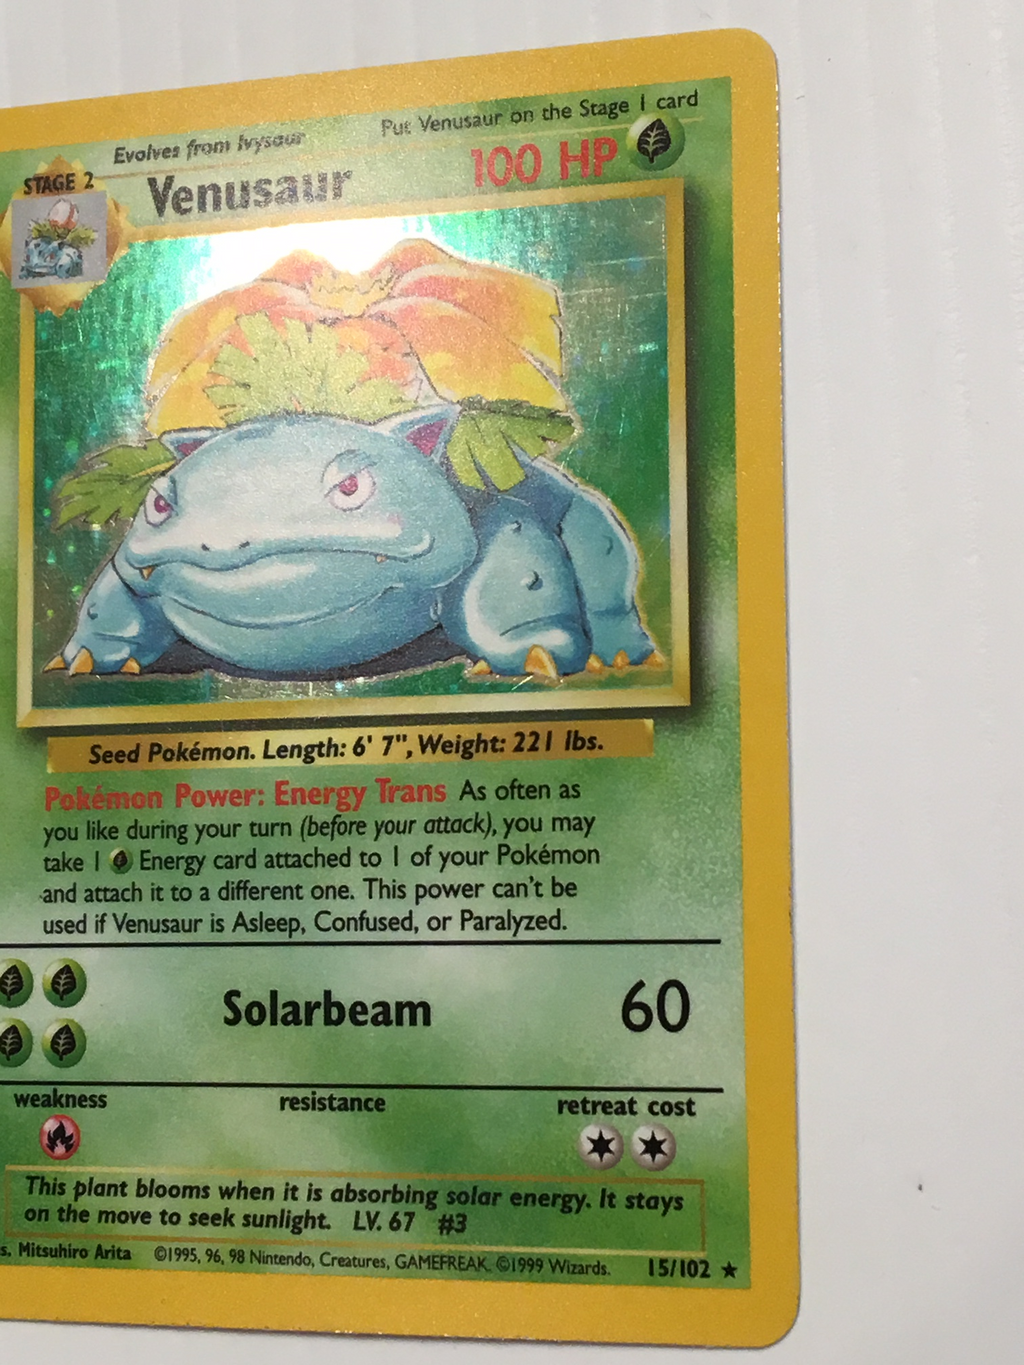 Put Venusaur on the Stage 1 card
Evolves from Ivysaur
STAGE 2
Venusaur
100 HP
Seed Pokémon. Length: 6' 7", Weight: 221 lbs.
Pokémon Power: Energy Trans As often as
you like during your turn (before your attack), you may
take 1 Energy card attached to 1 of your Pokémon
and attach it to a different one. This power can't be
used if Venusaur is Asleep, Confused, or Paralyzed.
Solarbeam 60
weakness resistance retreat cost
This plant blooms when it is absorbing solar energy. It stays
on the move to seek sunlight. LV. 67 #3
s. Mitsuhiro Arita ©1995, 96, 98 Nintendo, Creatures, GAMEFREAK. ©1999 Wizards. 15/102 ★